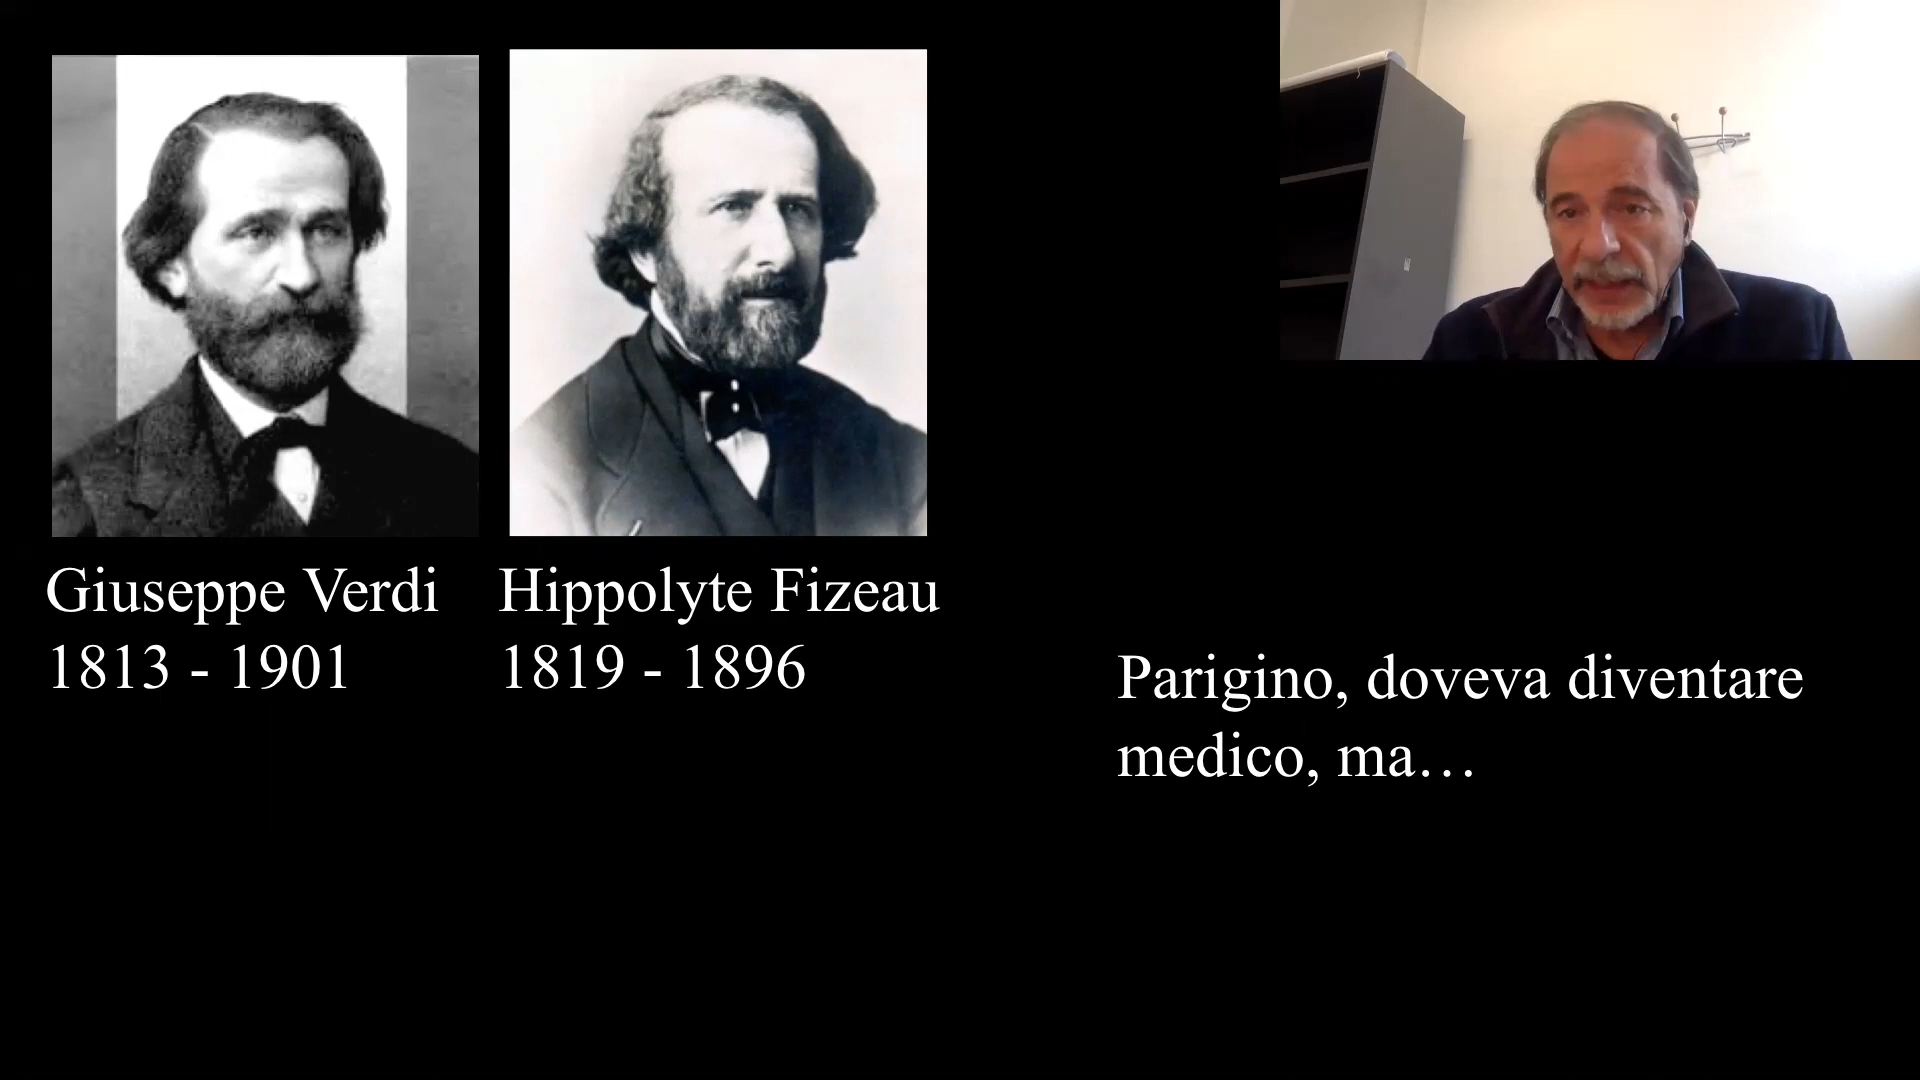 Giuseppe Verdi
1813 - 1901
Hippolyte Fizeau
1819 - 1896
Parigino, doveva diventare
medico, ma…